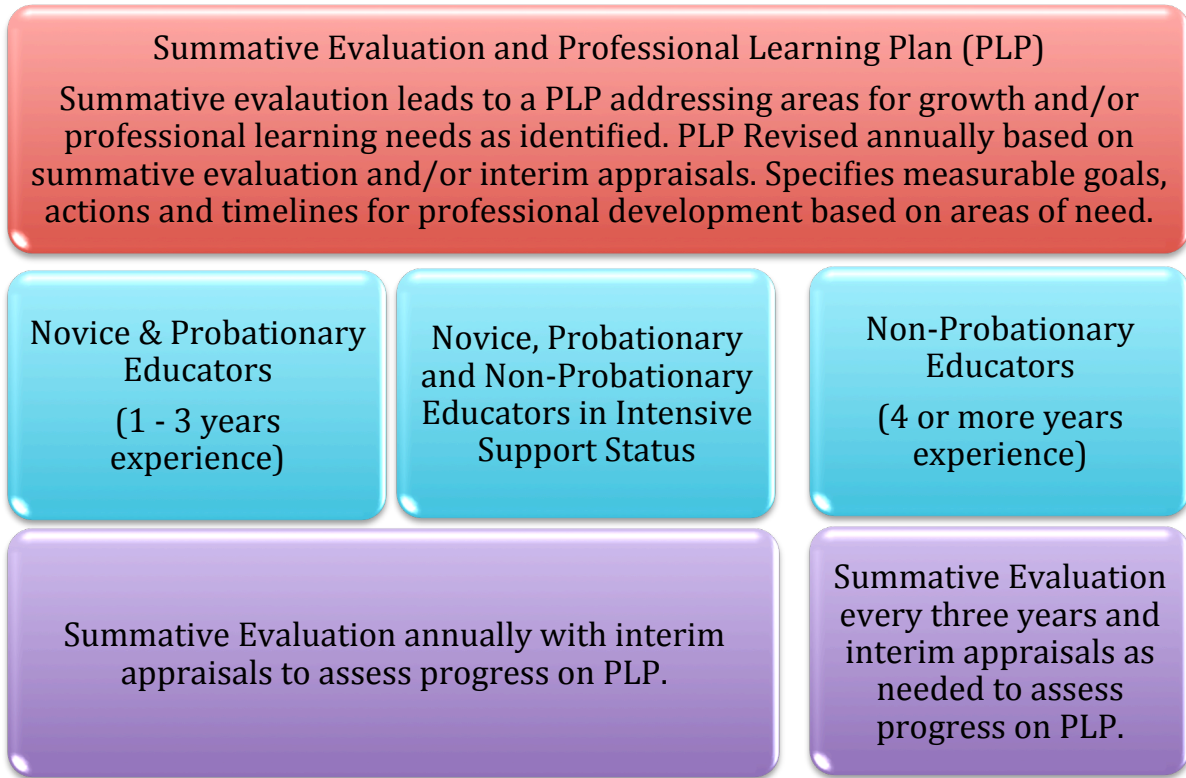 Summative Evaluation and Professional Learning Plan (PLP)
Summative evalaution leads to a PLP addressing areas for growth and/or
professional learning needs as identified. PLP Revised annually based on
summative evaluation and/or interim appraisals. Specifies measurable goals,
actions and timelines for professional development based on areas of need.
Novice & Probationary
Educators
(1 - 3 years
experience)
Novice, Probationary
and Non-Probationary
Educators in Intensive
Support Status
Non-Probationary
Educators
(4 or more years
experience)
Summative Evaluation annually with interim
appraisals to assess progress on PLP.
Summative Evaluation
every three years and
interim appraisals as
needed to assess
progress on PLP.